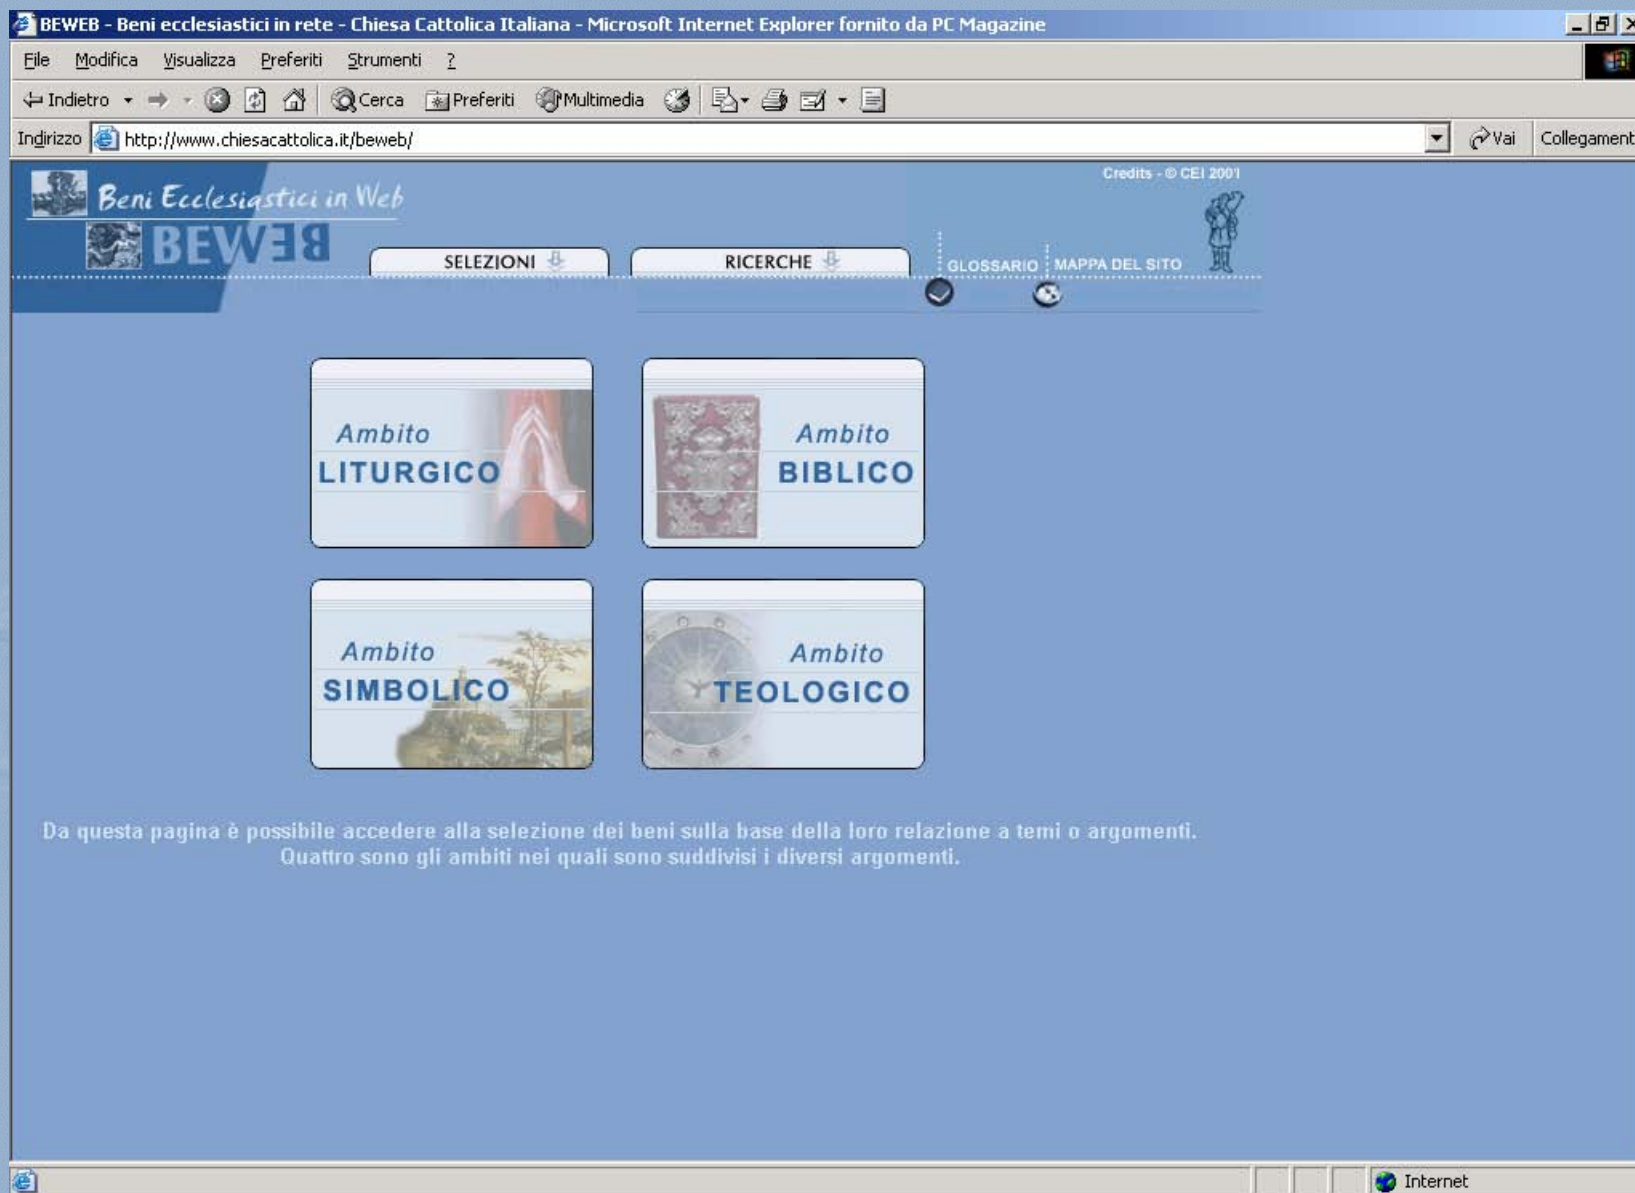 BEWEB - Beni ecclesiastici in rete - Chiesa Cattolica Italiana - Microsoft Internet Explorer fornito da PC Magazine
File Modifica Visualizza Preferiti Strumenti ?
Indietro Cerca Preferiti Multimedia
Indirizzo http://www.chiesacattolica.it/beweb/ Vai Collegament
Credits - © CEI 2001
Beni Ecclesiastici in Web
BEWEB
SELEZIONI RICERCHE GLOSSARIO MAPPA DEL SITO
Ambito Ambito
LITURGICO BIBLICO
Ambito Ambito
SIMBOLICO TEOLOGICO
Da questa pagina è possibile accedere alla selezione dei beni sulla base della loro relazione a temi o argomenti.
Quattro sono gli ambiti nei quali sono suddivisi i diversi argomenti.
Internet